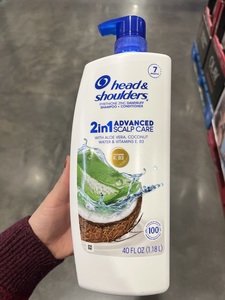 7
head&
shoulders
PYRITHIONE ZINC DANDRUFF
SHAMPOO + CONDITIONER
2in1 ADVANCED
SCALP CARE
WITH ALOE VERA, COCONUT
WATER & VITAMINS E, B3
E, B3
100
40 FL OZ (1.18 L)